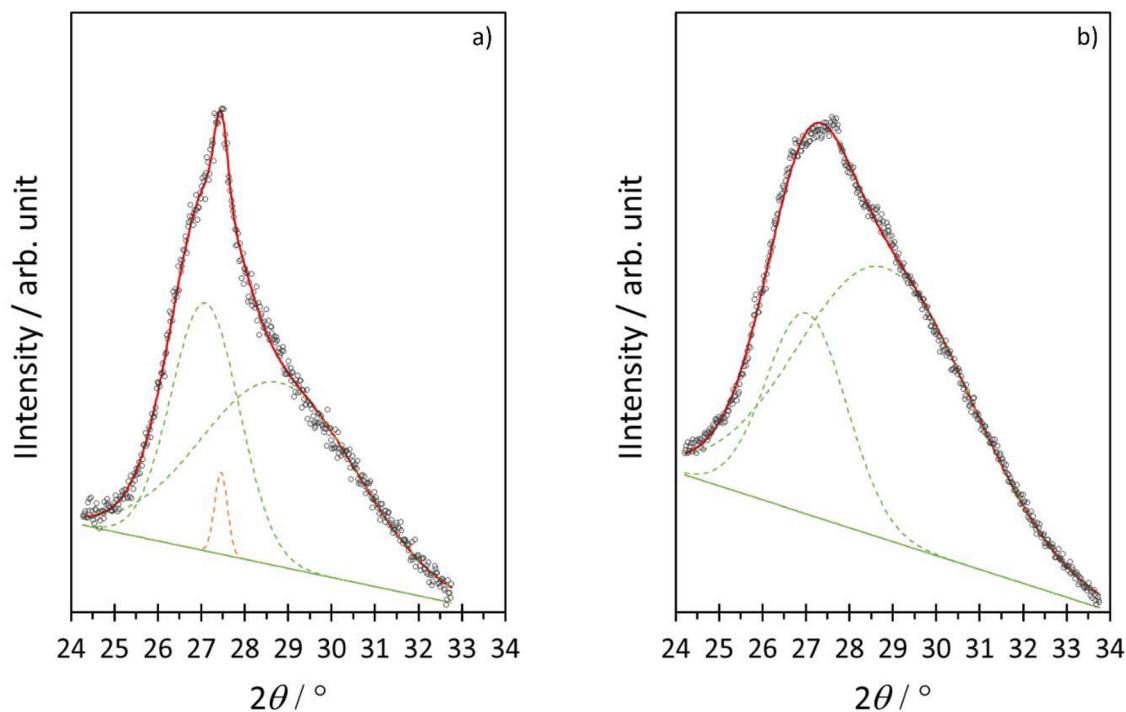 a)
IIntensity / arb. unit
24 25 26 27 28 29 30 31 32 33 34
2θ / °
b)
IIntensity / arb. unit
24 25 26 27 28 29 30 31 32 33 34
2θ / °